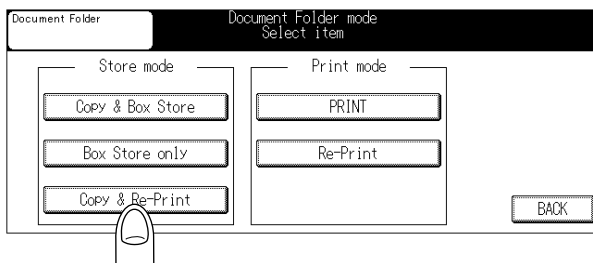 Document Folder
Document Folder mode
Select item
Store mode
Print mode
Copy & Box Store
PRINT
Box Store only
Re-Print
Copy & Re-Print
BACK